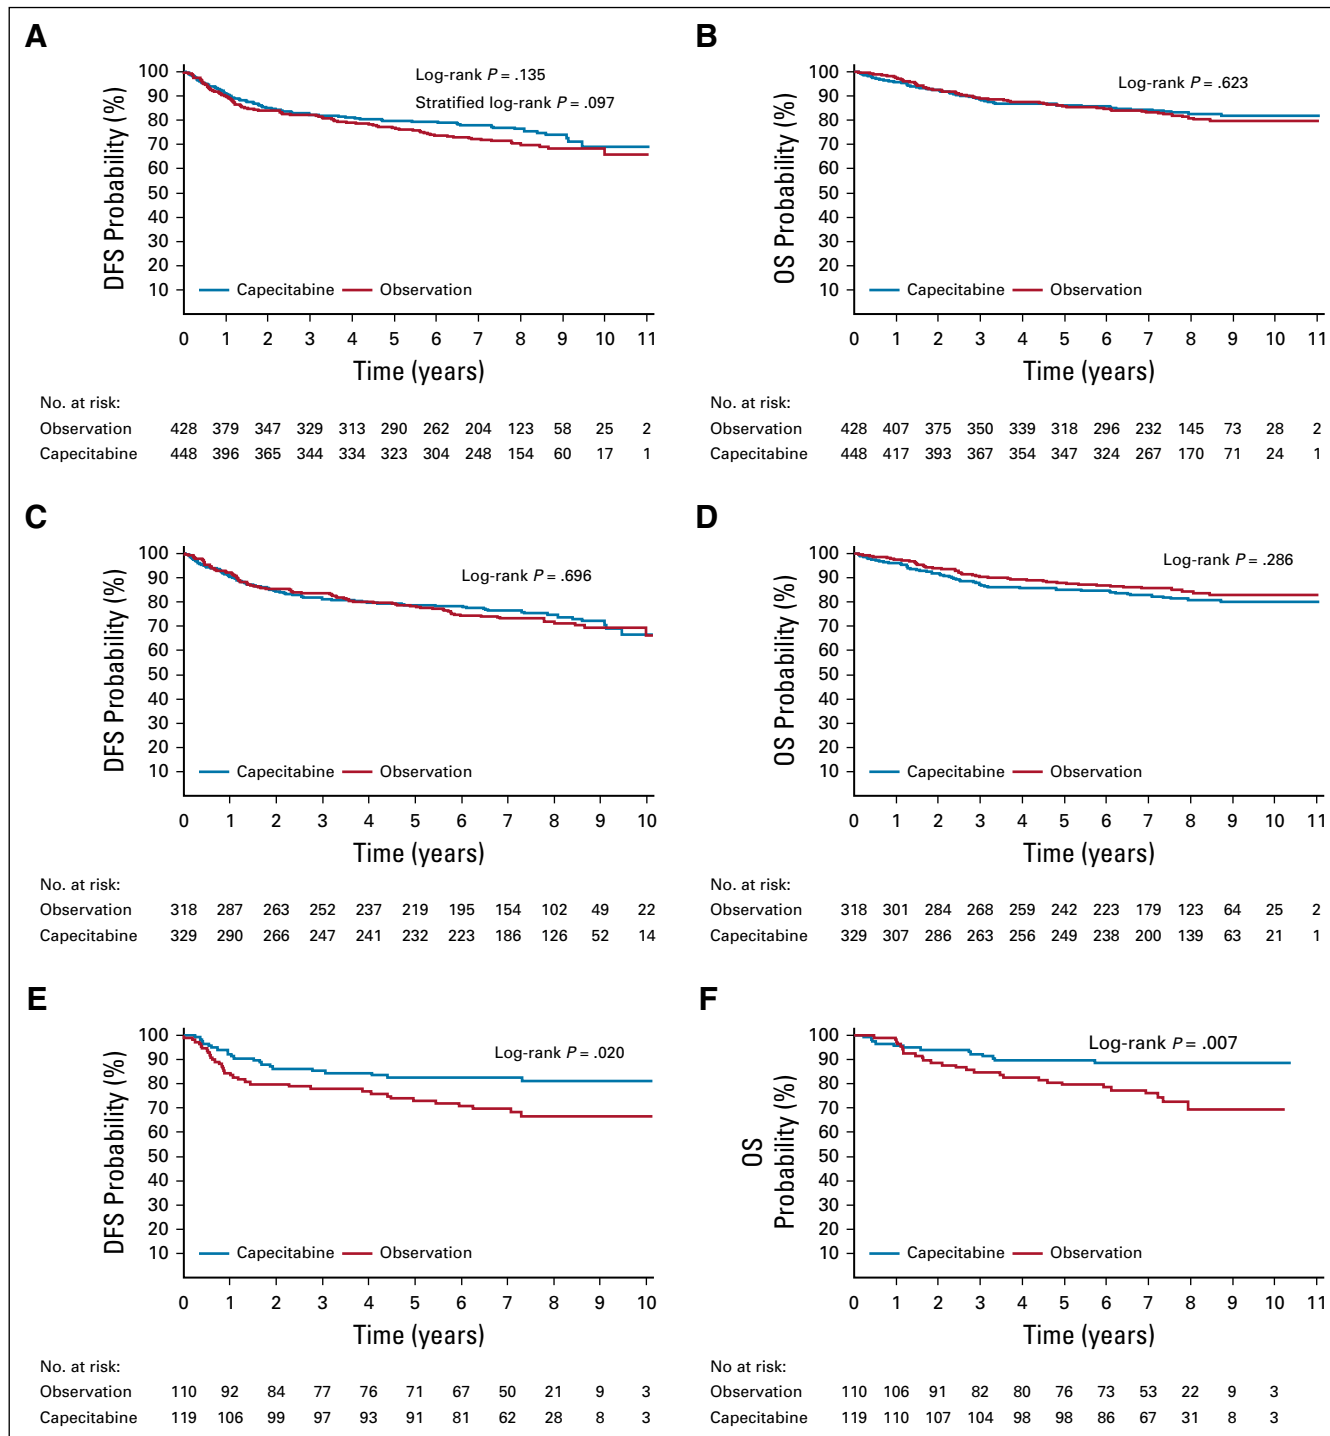 A
DFS Probability (%)
100
90
80
70
60
50
40
30
20
10
Log-rank P = .135
Stratified log-rank P = .097
Capecitabine Observation
0 1 2 3 4 5 6 7 8 9 10 11
Time (years)
No. at risk:
Observation 428 379 347 329 313 290 262 204 123 58 25 2
Capecitabine 448 396 365 344 334 323 304 248 154 60 17 1
B
OS Probability (%)
100
90
80
70
60
50
40
30
20
10
Log-rank P = .623
Capecitabine Observation
0 1 2 3 4 5 6 7 8 9 10 11
Time (years)
No. at risk:
Observation 428 407 375 350 339 318 296 232 145 73 28 2
Capecitabine 448 417 393 367 354 347 324 267 170 71 24 1
C
DFS Probability (%)
100
90
80
70
60
50
40
30
20
10
Log-rank P = .696
Capecitabine Observation
0 1 2 3 4 5 6 7 8 9 10
Time (years)
No. at risk:
Observation 318 287 263 252 237 219 195 154 102 49 22
Capecitabine 329 290 266 247 241 232 223 186 126 52 14
D
OS Probability (%)
100
90
80
70
60
50
40
30
20
10
Log-rank P = .286
Capecitabine Observation
0 1 2 3 4 5 6 7 8 9 10 11
Time (years)
No. at risk:
Observation 318 301 284 268 259 242 223 179 123 64 25 2
Capecitabine 329 307 286 263 256 249 238 200 139 63 21 1
E
DFS Probability (%)
100
90
80
70
60
50
40
30
20
10
Log-rank P = .020
Capecitabine Observation
0 1 2 3 4 5 6 7 8 9 10
Time (years)
No. at risk:
Observation 110 92 84 77 76 71 67 50 21 9 3
Capecitabine 119 106 99 97 93 91 81 62 28 8 3
F
OS
Probability (%)
100
90
80
70
60
50
40
30
20
10
Log-rank P = .007
Capecitabine Observation
0 1 2 3 4 5 6 7 8 9 10 11
Time (years)
No at risk:
Observation 110 106 91 82 80 76 73 53 22 9 3
Capecitabine 119 110 107 104 98 98 86 67 31 8 3